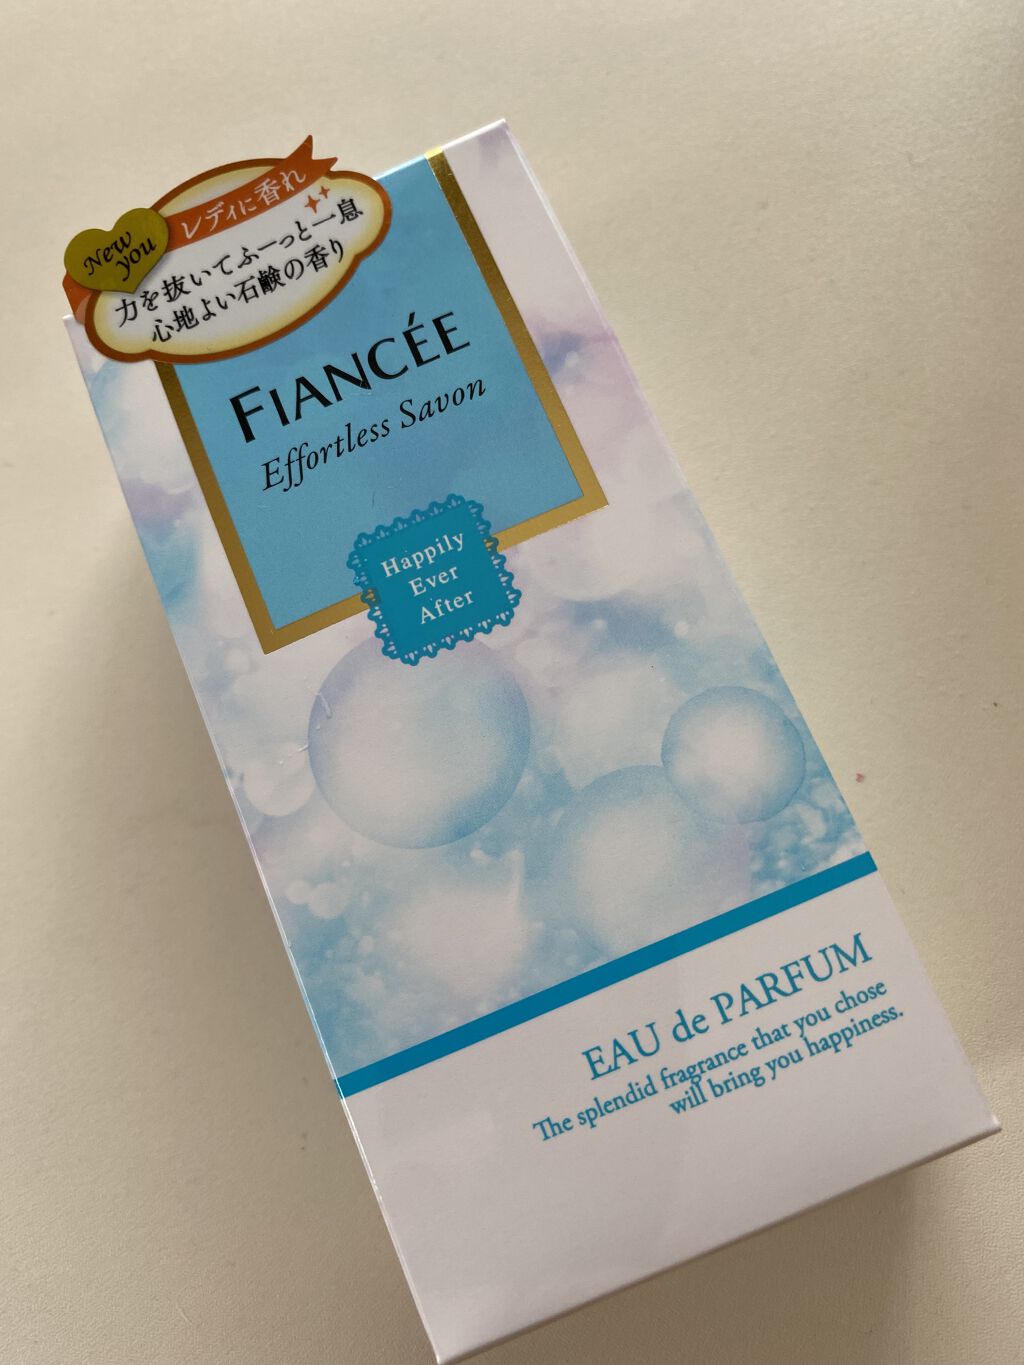 New
you
レディに香れ
力を抜いてふーっと一息
心地よい石鹸の香り
FIANCÉE
Effortless Savon
Happily
Ever
After
EAU de PARFUM
The splendid fragrance that you chose
will bring you happiness.